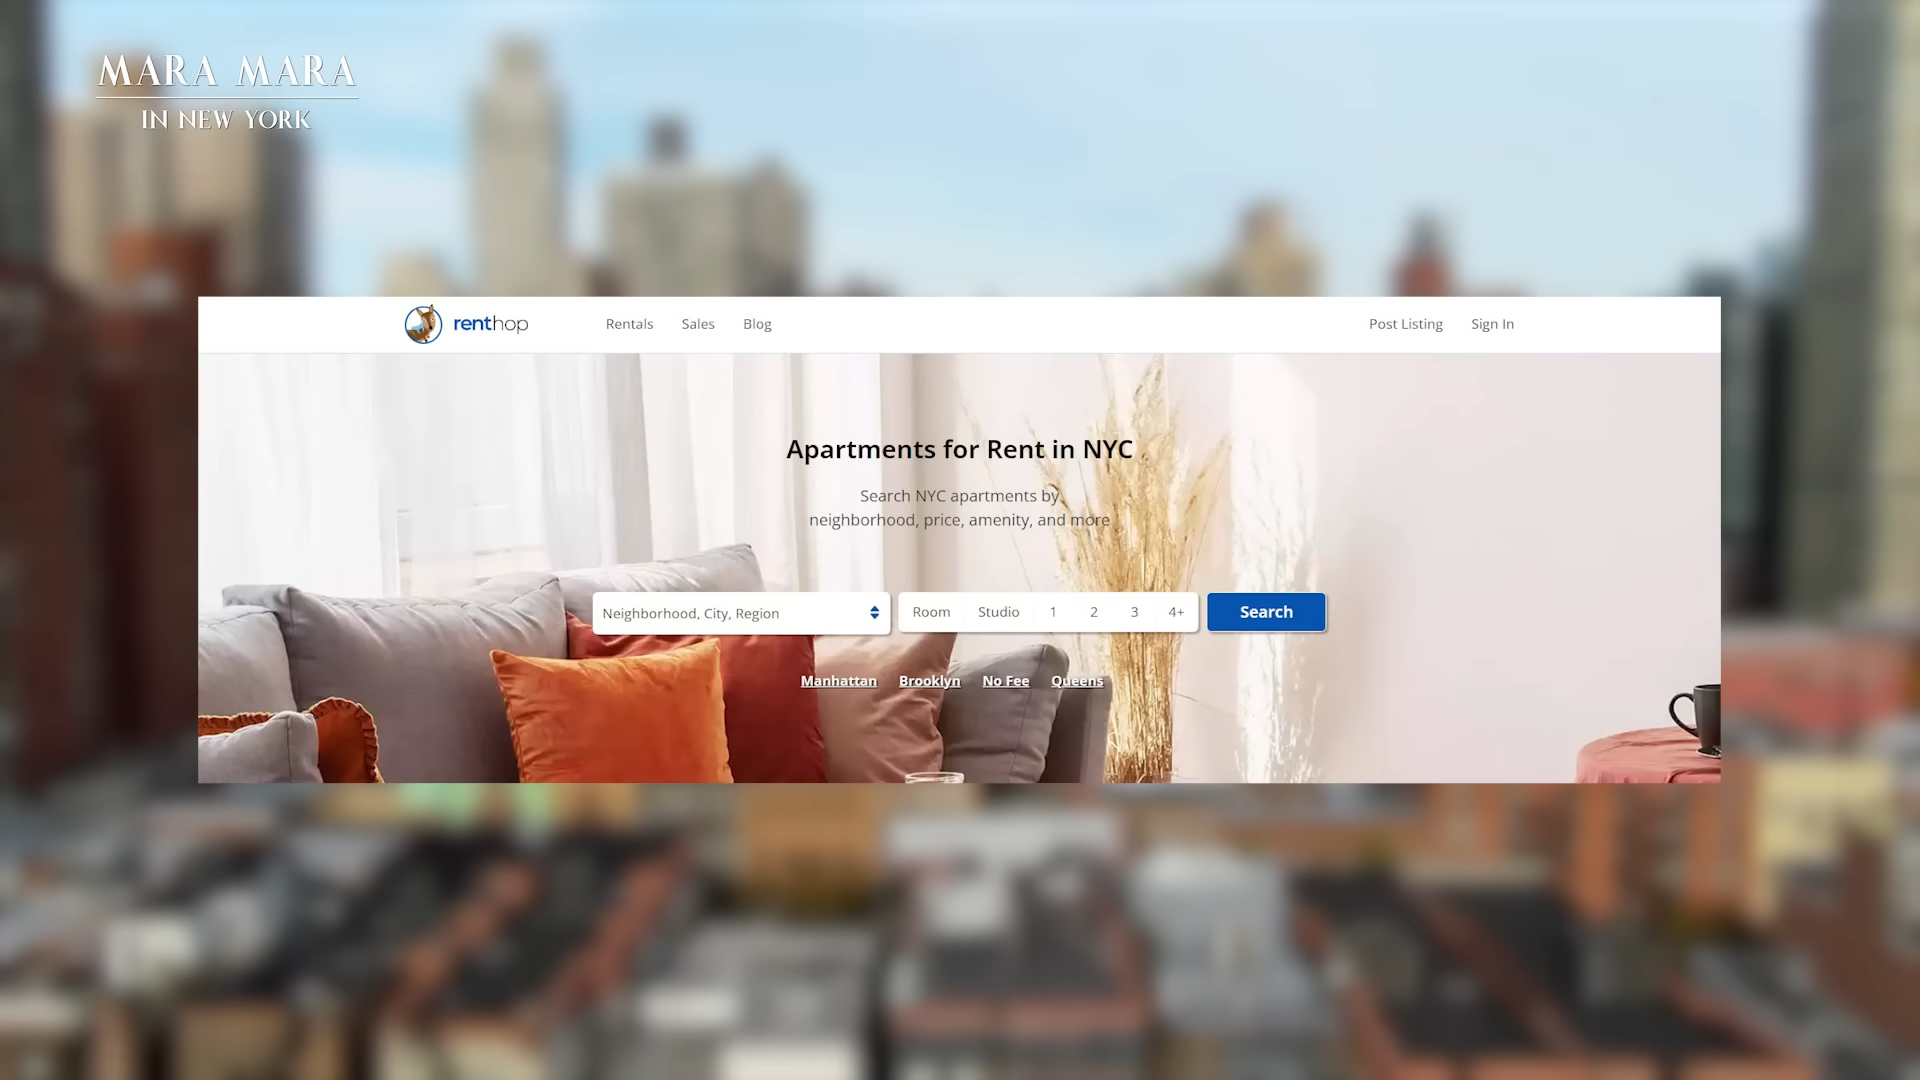 MARA MARA
IN NEW YORK
renthop Rentals Sales Blog Post Listing Sign In
Apartments for Rent in NYC
Search NYC apartments by
neighborhood, price, amenity, and more
Neighborhood, City, Region Room Studio 1 2 3 4+ Search
Manhattan Brooklyn No Fee Queens